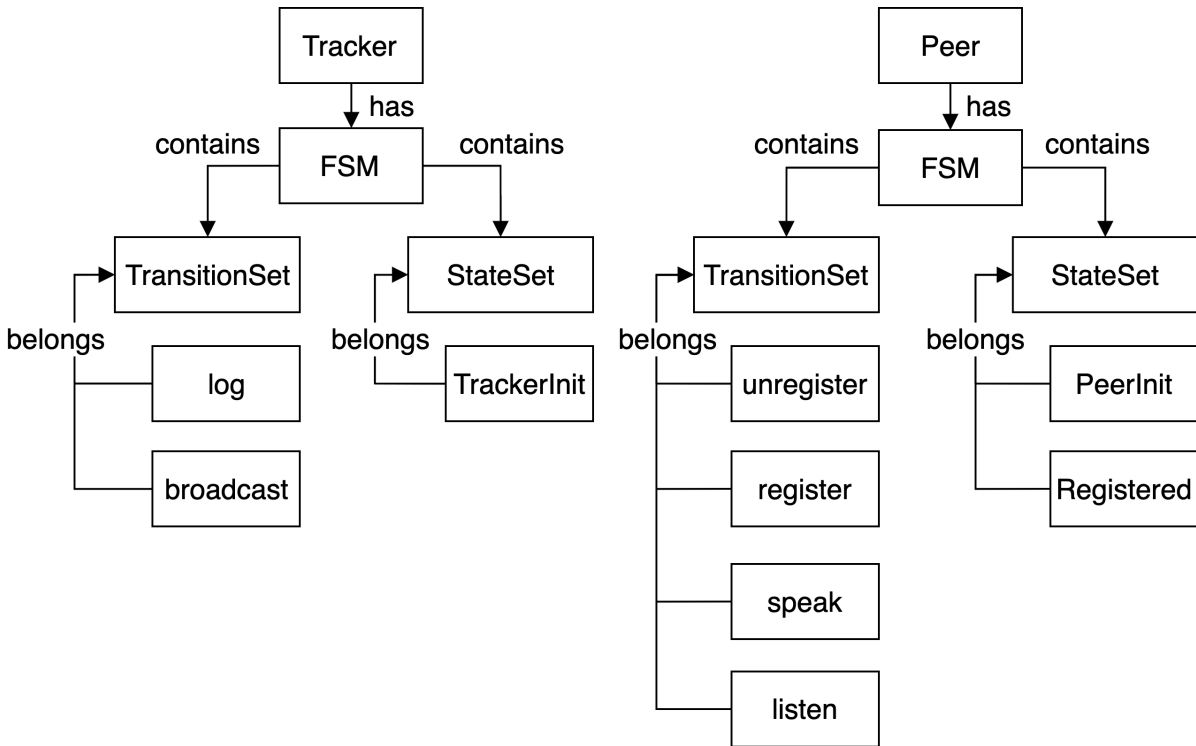 Tracker
has
contains
FSM
contains
TransitionSet
StateSet
belongs
belongs
log
TrackerInit
broadcast
Peer
has
contains
FSM
contains
TransitionSet
StateSet
belongs
belongs
unregister
PeerInit
register
Registered
speak
listen